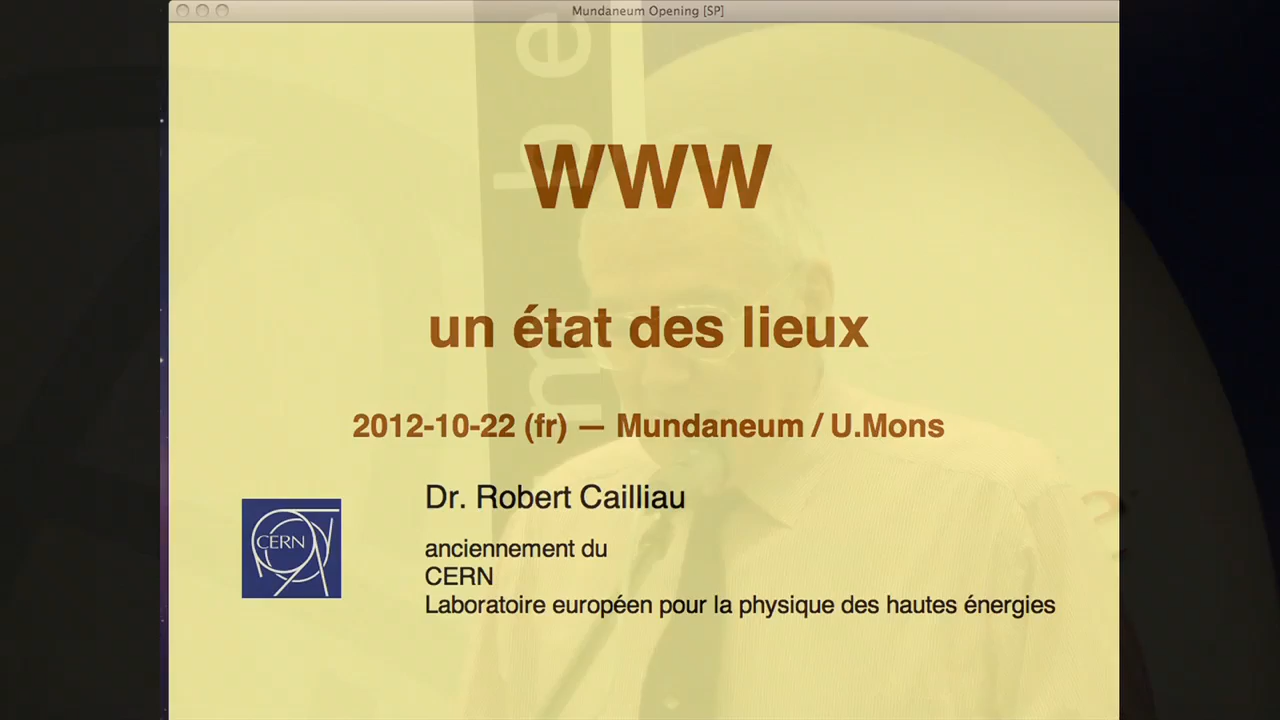 Mundaneum Opening [SP]
WWW
un état des lieux
2012-10-22 (fr) — Mundaneum / U.Mons
Dr. Robert Cailliau
CERN
anciennement du
CERN
Laboratoire européen pour la physique des hautes énergies
m b e